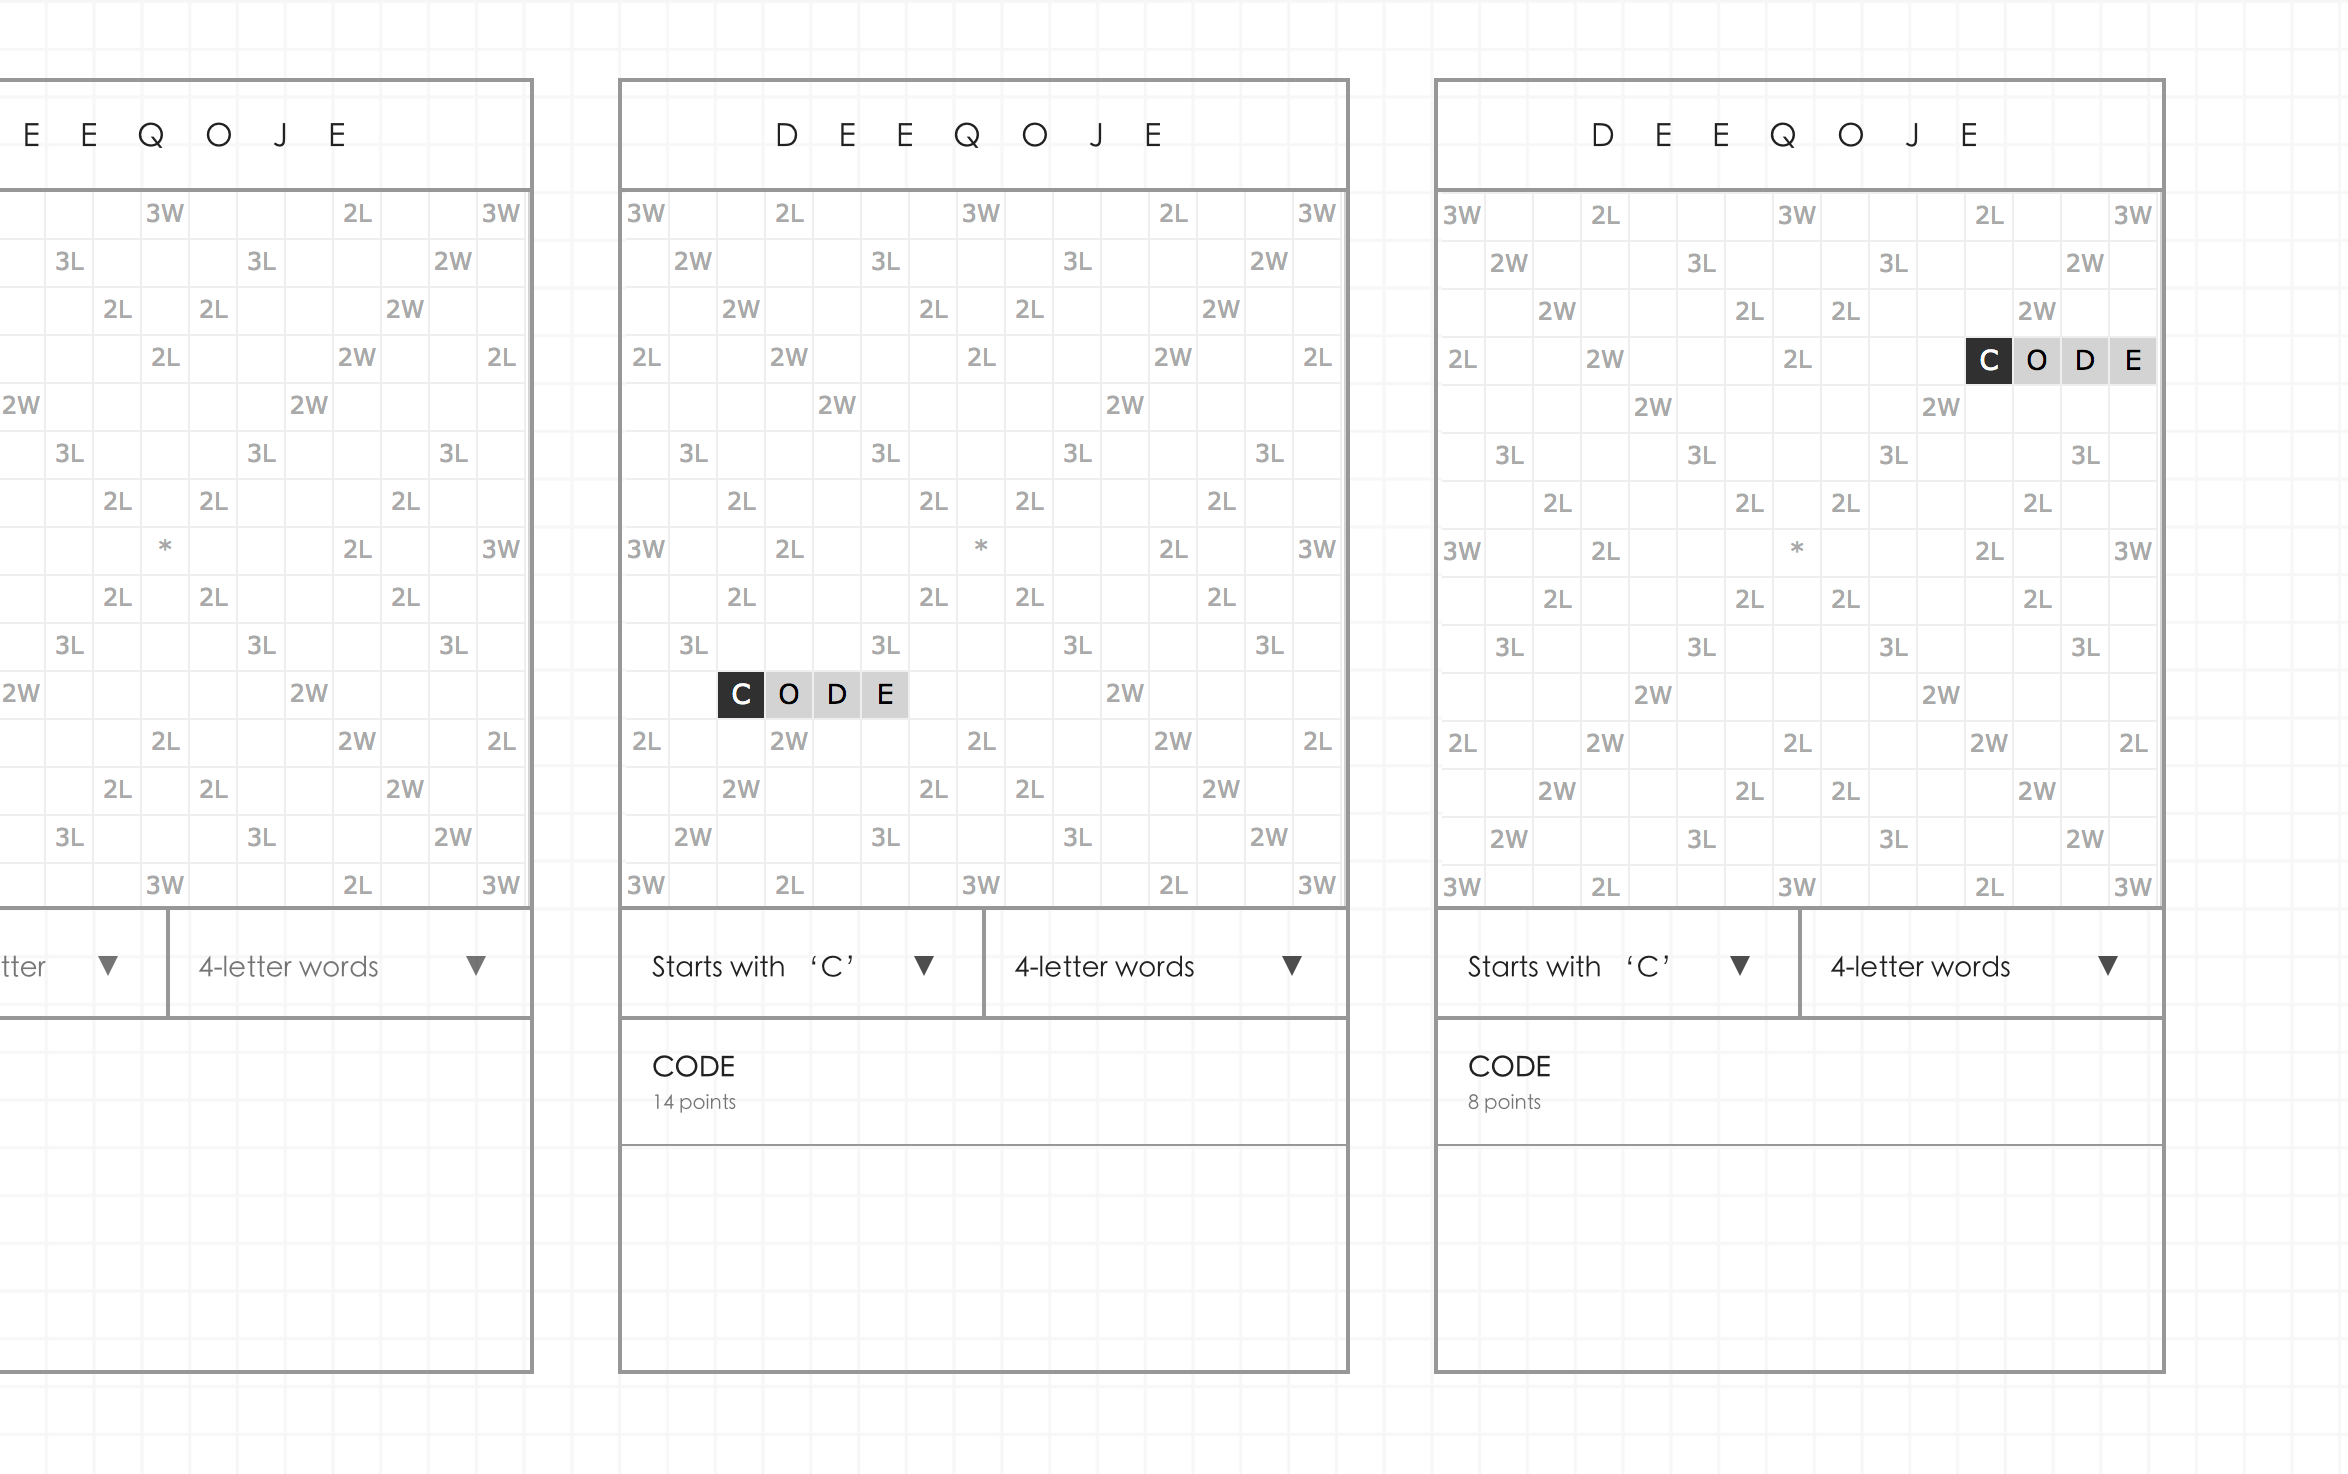 E E Q O J E
3W 2L 3W
3L 3L 2W
2L 2L 2W
2L 2W 2L
2W 2W
3L 3L 3L
2L 2L 2L
* 2L 3W
2L 2L 2L
3L 3L 3L
2W 2W
2L 2W 2L
2L 2L 2W
3L 3L 2W
3W 2L 3W
tter ▼ 4-letter words ▼
D E E Q O J E
3W 2L 3W 2L 3W
2W 3L 3L 2W
2W 2L 2L 2W
2L 2W 2L 2W 2L
2W 2W
3L 3L 3L 3L
2L 2L 2L 2L
3W 2L * 2L 3W
2L 2L 2L 2L
3L 3L 3L 3L
C O D E 2W
2L 2W 2L 2W 2L
2W 2L 2L 2W
2W 3L 3L 2W
3W 2L 3W 2L 3W
Starts with ‘C’ ▼ 4-letter words ▼
CODE
14 points
D E E Q O J E
3W 2L 3W 2L 3W
2W 3L 3L 2W
2W 2L 2L 2W
2L 2W 2L C O D E
2W 2W
3L 3L 3L 3L
2L 2L 2L 2L
3W 2L * 2L 3W
2L 2L 2L 2L
3L 3L 3L 3L
2W 2W
2L 2W 2L 2W 2L
2W 2L 2L 2W
2W 3L 3L 2W
3W 2L 3W 2L 3W
Starts with ‘C’ ▼ 4-letter words ▼
CODE
8 points